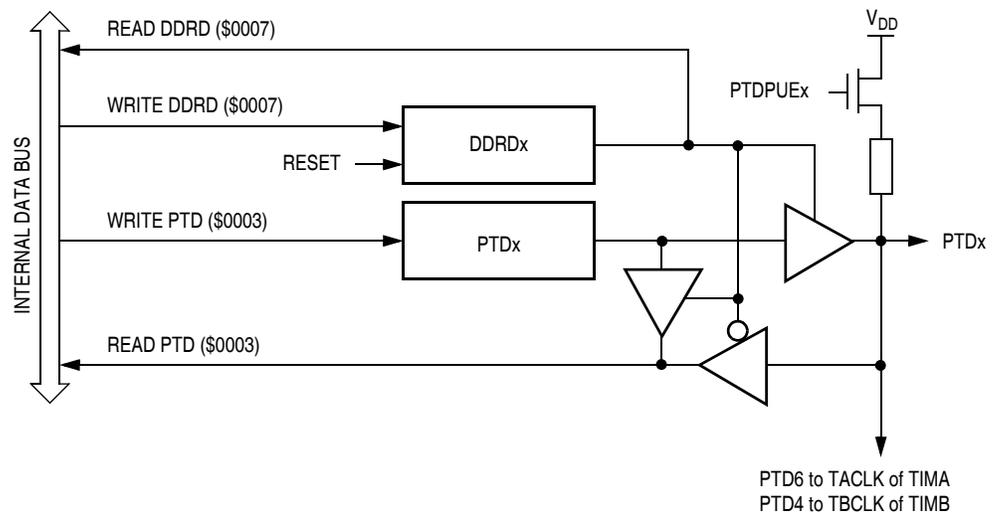 READ DDRD ($0007)
VDD
WRITE DDRD ($0007)
PTDPUEx
DDRDx
RESET
INTERNAL DATA BUS
WRITE PTD ($0003)
PTDx
PTDx
READ PTD ($0003)
PTD6 to TACLK of TIMA
PTD4 to TBCLK of TIMB